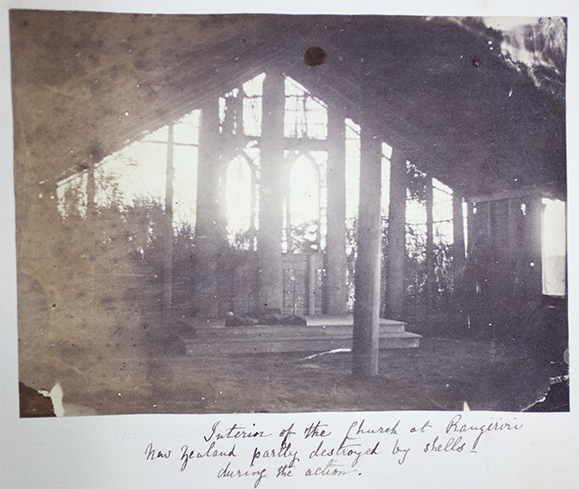 Interior of the Church at Rangiriri
New Zealand partly destroyed by shells -
during the action.